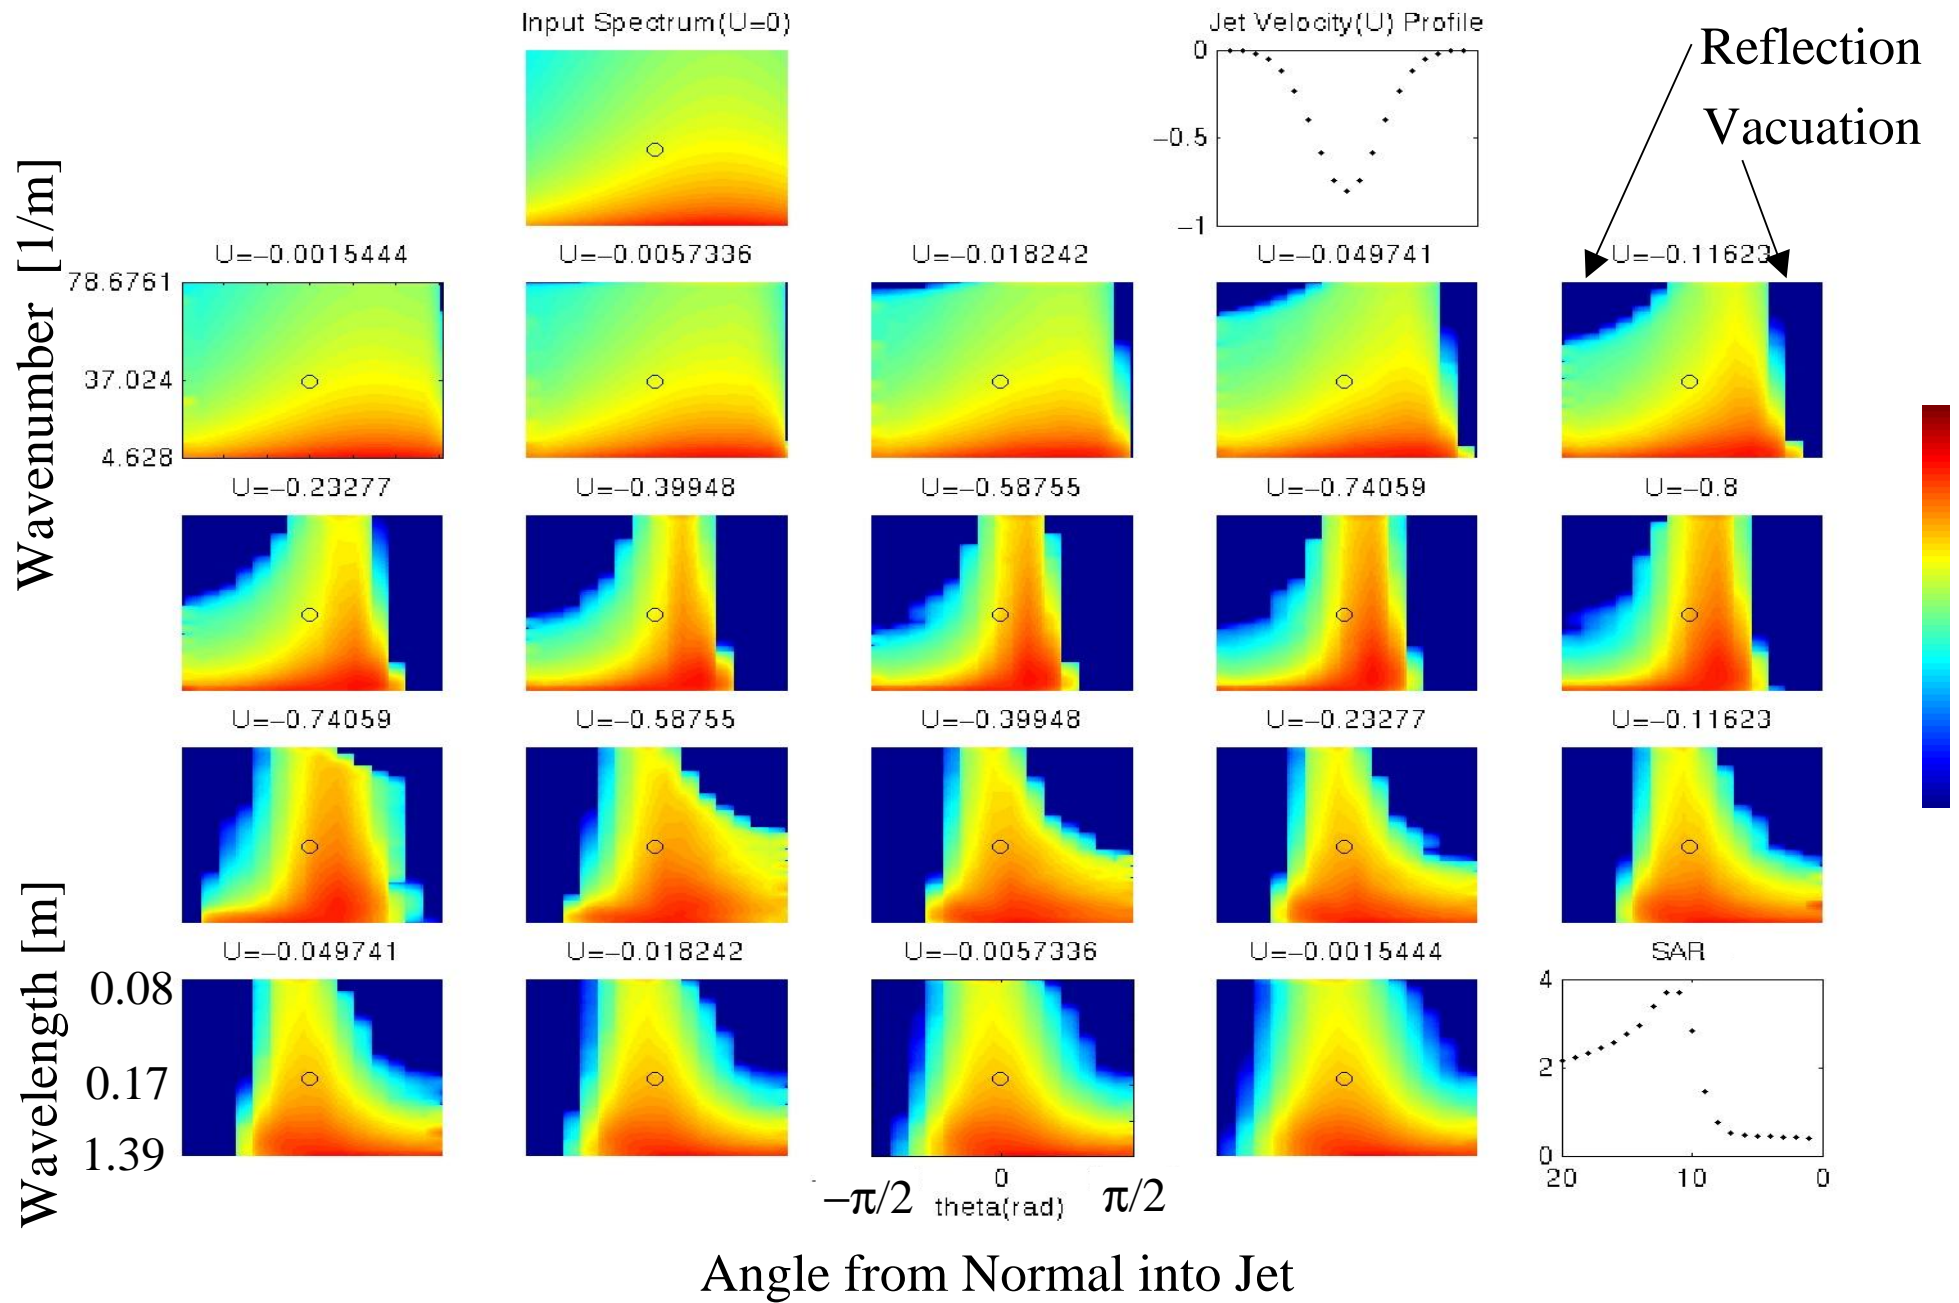 Input Spectrum(U=0)
Jet Velocity(U) Profile
Reflection
Vacuation
0
−0.5
−1
Wavenumber [1/m]
U=−0.0015444
U=−0.0057336
U=−0.018242
U=−0.049741
U=−0.11623
78.6761
37.024
4.628
U=−0.23277
U=−0.39948
U=−0.58755
U=−0.74059
U=−0.8
U=−0.74059
U=−0.58755
U=−0.39948
U=−0.23277
U=−0.11623
Wavelength [m]
U=−0.049741
U=−0.018242
U=−0.0057336
U=−0.0015444
SAR
0.08
0.17
1.39
4
2
0
20
10
0
−π/2
0
π/2
theta(rad)
Angle from Normal into Jet